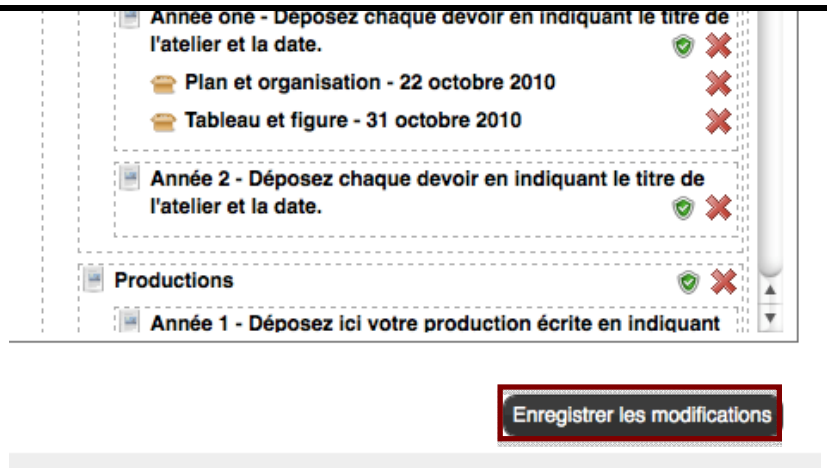 Année one - Déposez chaque devoir en indiquant le titre de
l'atelier et la date.
Plan et organisation - 22 octobre 2010
Tableau et figure - 31 octobre 2010
Année 2 - Déposez chaque devoir en indiquant le titre de
l'atelier et la date.
Productions
Année 1 - Déposez ici votre production écrite en indiquant
Enregistrer les modifications